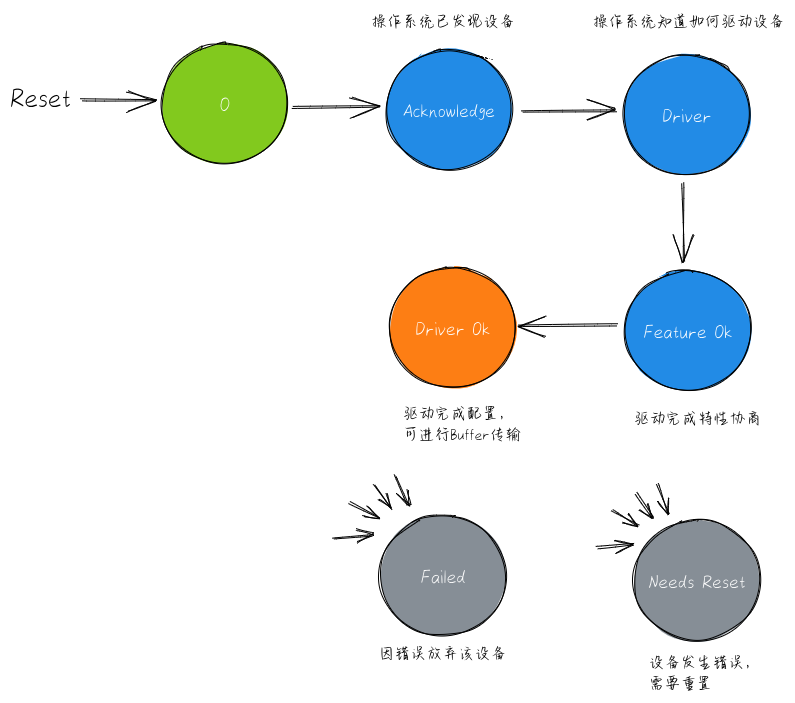 操作系统已发现设备
操作系统知道如何驱动设备
Reset
0
Acknowledge
Driver
Driver Ok
Feature Ok
驱动完成配置,
可进行Buffer传输
驱动完成特性协商
Failed
Needs Reset
因错误放弃该设备
设备发生错误,
需要重置